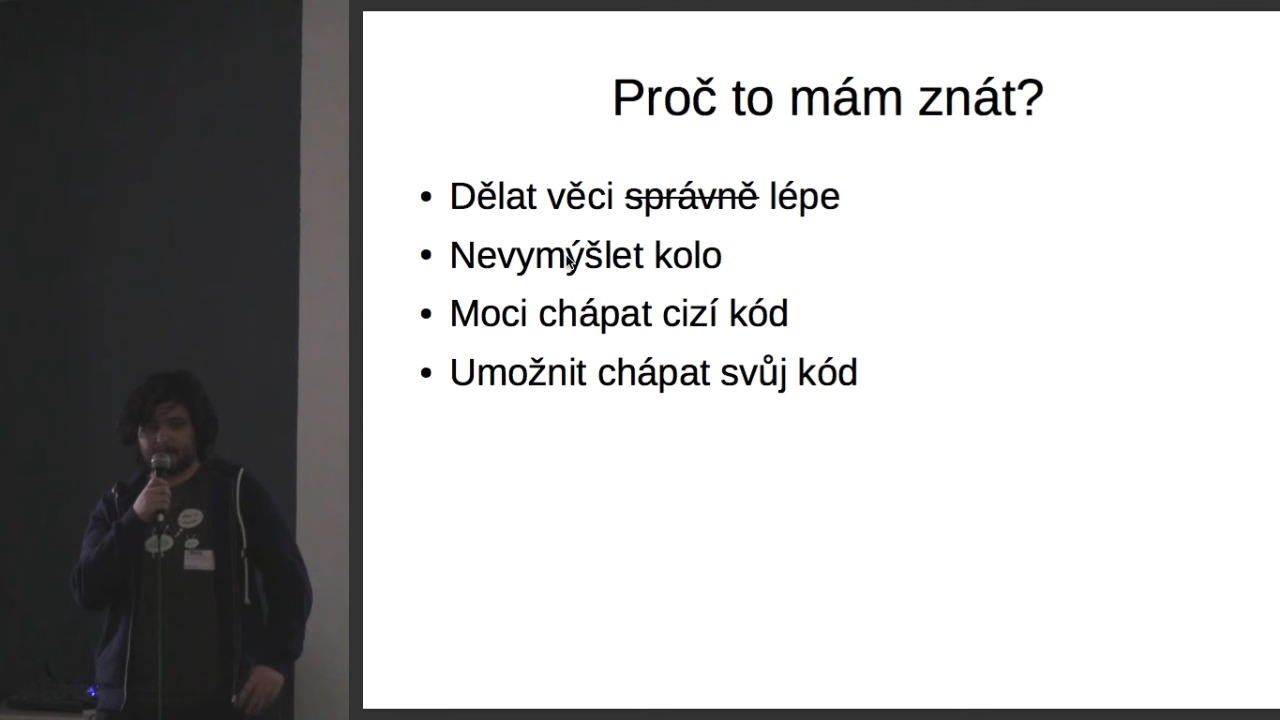 Proč to mám znát?
• Dělat věci správně lépe
• Nevymýšlet kolo
• Moci chápat cizí kód
• Umožnit chápat svůj kód